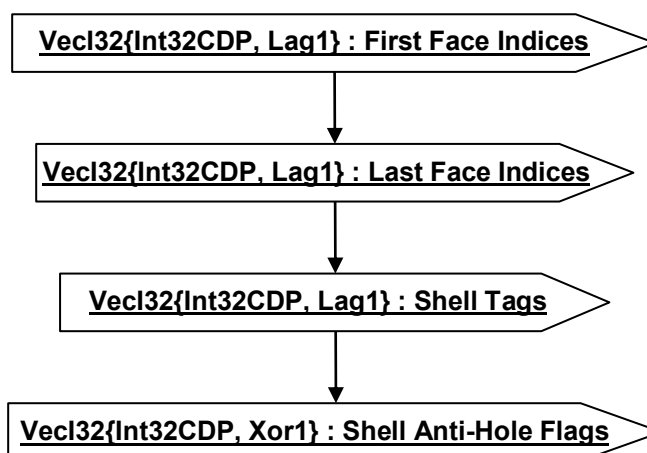 VecI32{Int32CDP, Lag1} : First Face Indices
VecI32{Int32CDP, Lag1} : Last Face Indices
VecI32{Int32CDP, Lag1} : Shell Tags
VecI32{Int32CDP, Xor1} : Shell Anti-Hole Flags